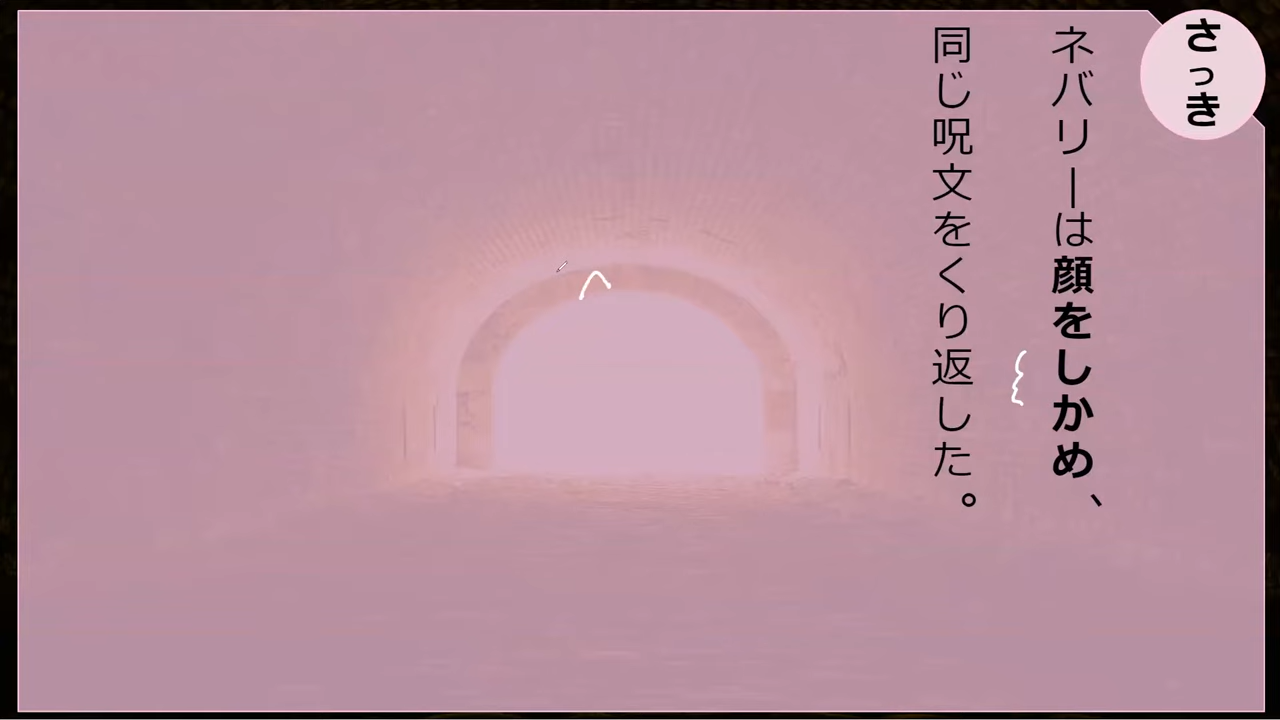 さっき
ネバリーは顔をしかめ、
同じ呪文をくり返した。